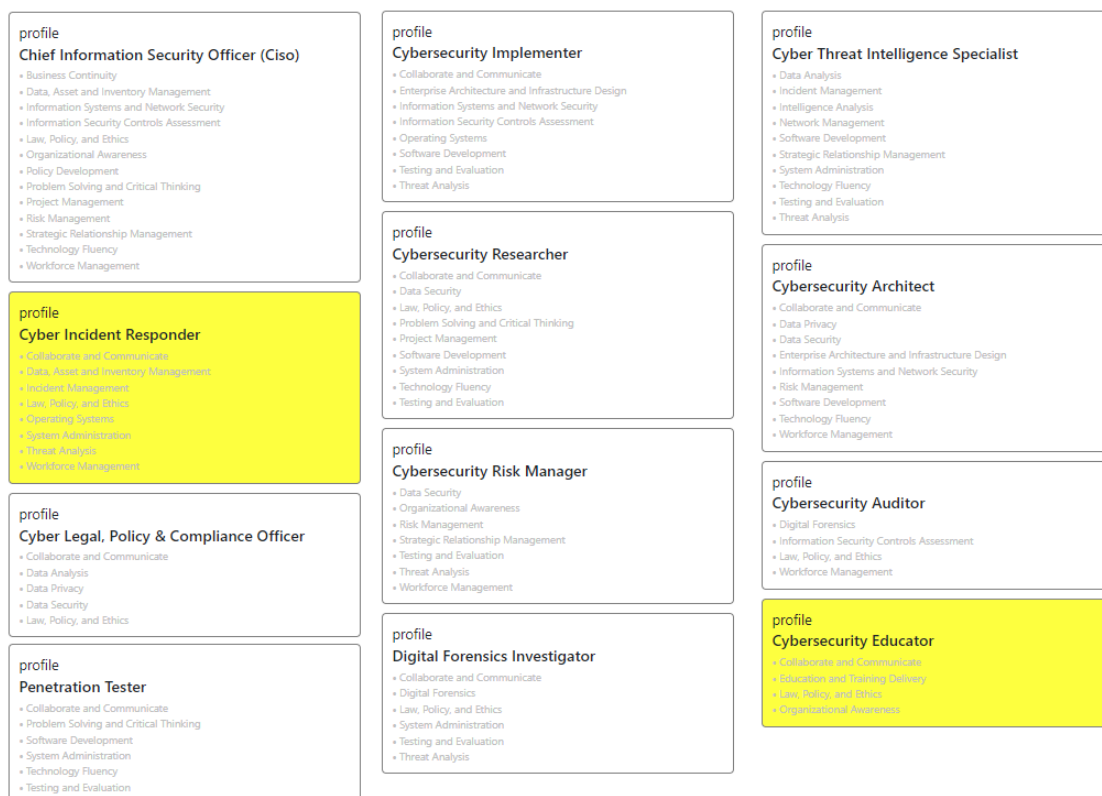 profile
Chief Information Security Officer (Ciso)
• Business Continuity
• Data, Asset and Inventory Management
• Information Systems and Network Security
• Information Security Controls Assessment
• Law, Policy, and Ethics
• Organizational Awareness
• Policy Development
• Problem Solving and Critical Thinking
• Project Management
• Risk Management
• Strategic Relationship Management
• Technology Fluency
• Workforce Management
profile
Cyber Incident Responder
• Collaborate and Communicate
• Data, Asset and Inventory Management
• Incident Management
• Law, Policy, and Ethics
• Operating Systems
• System Administration
• Threat Analysis
• Workforce Management
profile
Cyber Legal, Policy & Compliance Officer
• Collaborate and Communicate
• Data Analysis
• Data Privacy
• Data Security
• Law, Policy, and Ethics
profile
Penetration Tester
• Collaborate and Communicate
• Problem Solving and Critical Thinking
• Software Development
• System Administration
• Technology Fluency
• Testing and Evaluation
profile
Cybersecurity Implementer
• Collaborate and Communicate
• Enterprise Architecture and Infrastructure Design
• Information Systems and Network Security
• Information Security Controls Assessment
• Operating Systems
• Software Development
• Testing and Evaluation
• Threat Analysis
profile
Cybersecurity Researcher
• Collaborate and Communicate
• Data Security
• Law, Policy, and Ethics
• Problem Solving and Critical Thinking
• Project Management
• Software Development
• System Administration
• Technology Fluency
• Testing and Evaluation
profile
Cybersecurity Risk Manager
• Data Security
• Organizational Awareness
• Risk Management
• Strategic Relationship Management
• Testing and Evaluation
• Threat Analysis
• Workforce Management
profile
Digital Forensics Investigator
• Collaborate and Communicate
• Digital Forensics
• Law, Policy, and Ethics
• System Administration
• Testing and Evaluation
• Threat Analysis
profile
Cyber Threat Intelligence Specialist
• Data Analysis
• Incident Management
• Intelligence Analysis
• Network Management
• Software Development
• Strategic Relationship Management
• System Administration
• Technology Fluency
• Testing and Evaluation
• Threat Analysis
profile
Cybersecurity Architect
• Collaborate and Communicate
• Data Privacy
• Data Security
• Enterprise Architecture and Infrastructure Design
• Information Systems and Network Security
• Risk Management
• Software Development
• Technology Fluency
• Workforce Management
profile
Cybersecurity Auditor
• Digital Forensics
• Information Security Controls Assessment
• Law, Policy, and Ethics
• Workforce Management
profile
Cybersecurity Educator
• Collaborate and Communicate
• Education and Training Delivery
• Law, Policy, and Ethics
• Organizational Awareness